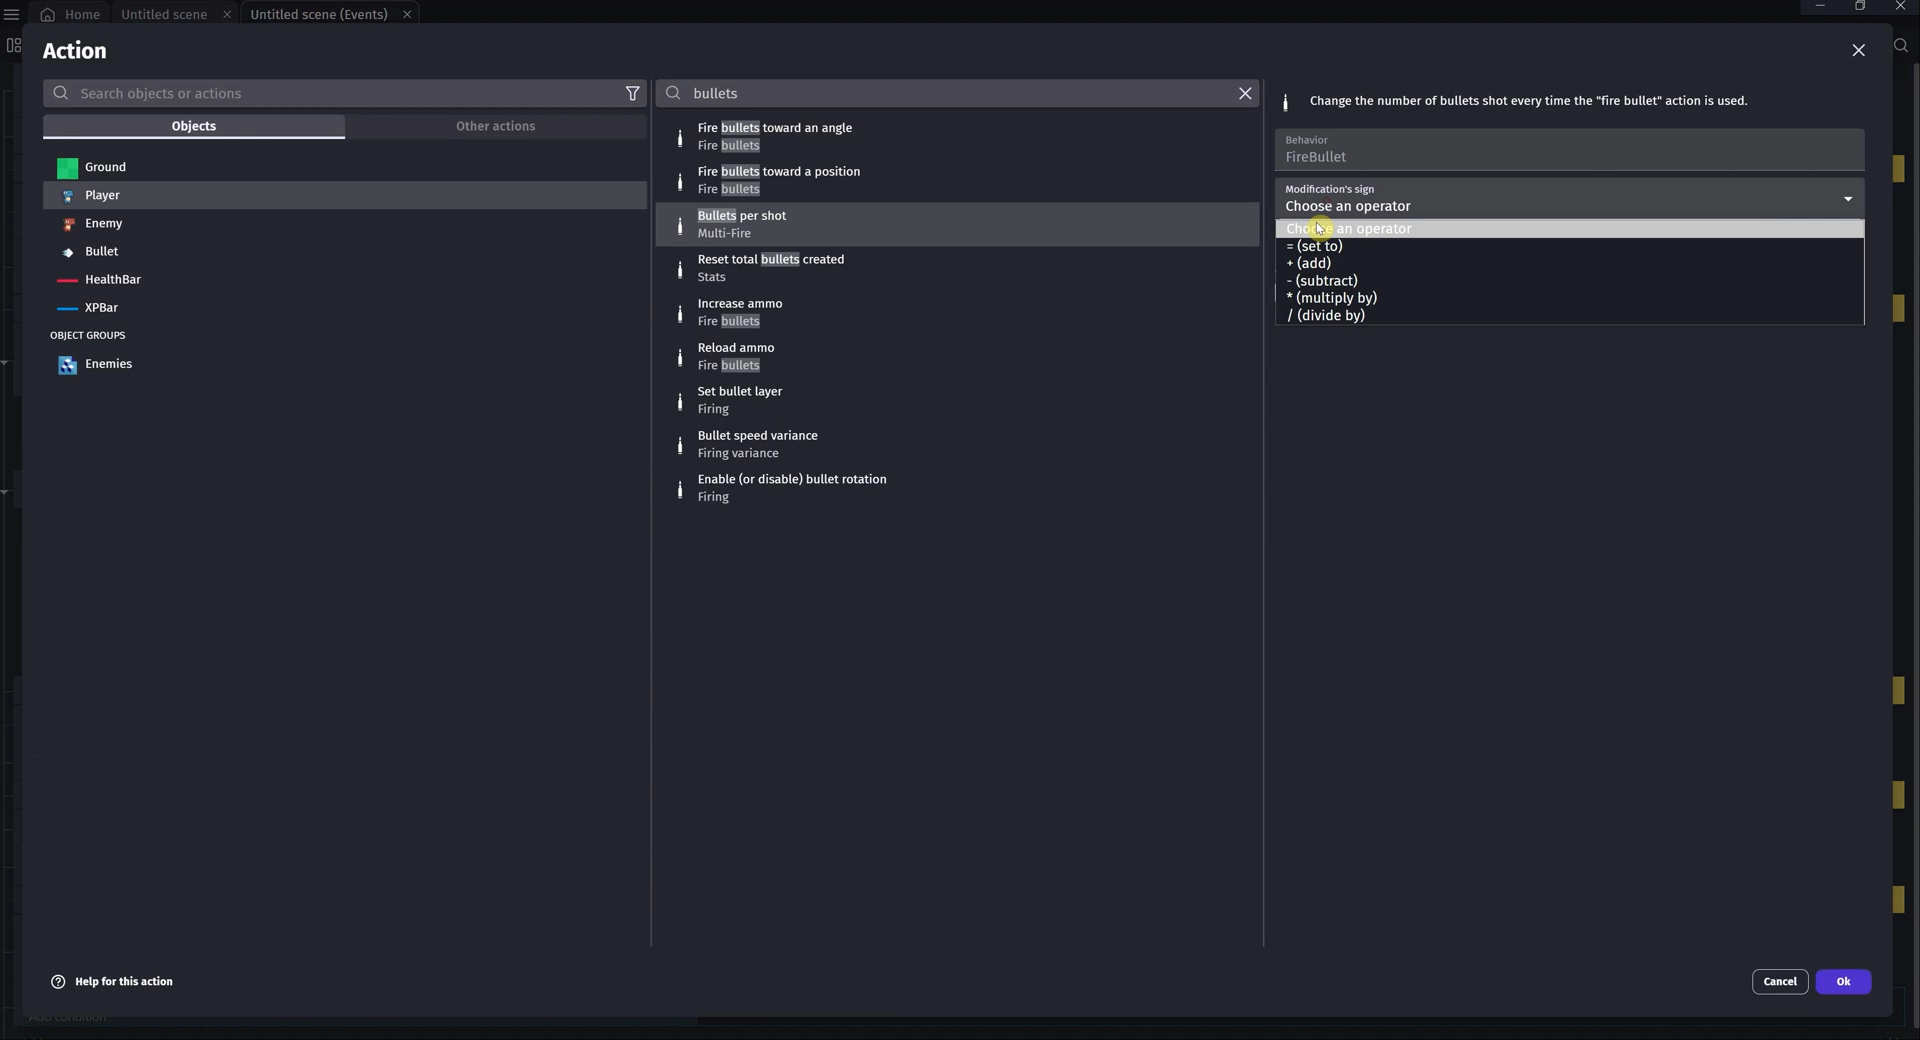 Home
Untitled scene
Untitled scene (Events)
Action
Search objects or actions
Objects
Other actions
Ground
Player
Enemy
Bullet
HealthBar
XPBar
OBJECT GROUPS
Enemies
bullets
Fire bullets toward an angle
Fire bullets
Fire bullets toward a position
Fire bullets
Bullets per shot
Multi-Fire
Reset total bullets created
Stats
Increase ammo
Fire bullets
Reload ammo
Fire bullets
Set bullet layer
Firing
Bullet speed variance
Firing variance
Enable (or disable) bullet rotation
Firing
Change the number of bullets shot every time the "fire bullet" action is used.
Behavior
FireBullet
Modification's sign
Choose an operator
Choose an operator
= (set to)
+ (add)
- (subtract)
* (multiply by)
/ (divide by)
Help for this action
Cancel
Ok
Add condition